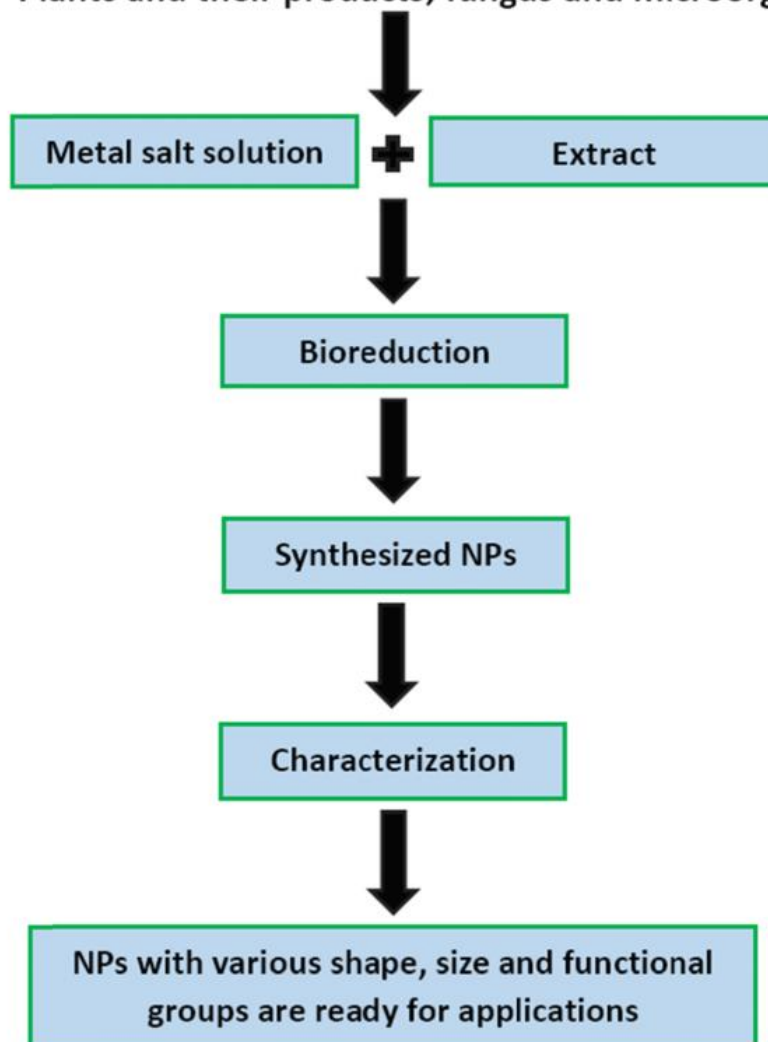 Plants and their products, fungus and
Metal salt solution + Extract
Bioreduction
Synthesized NPs
Characterization
NPs with various shape, size and functional
groups are ready for applications